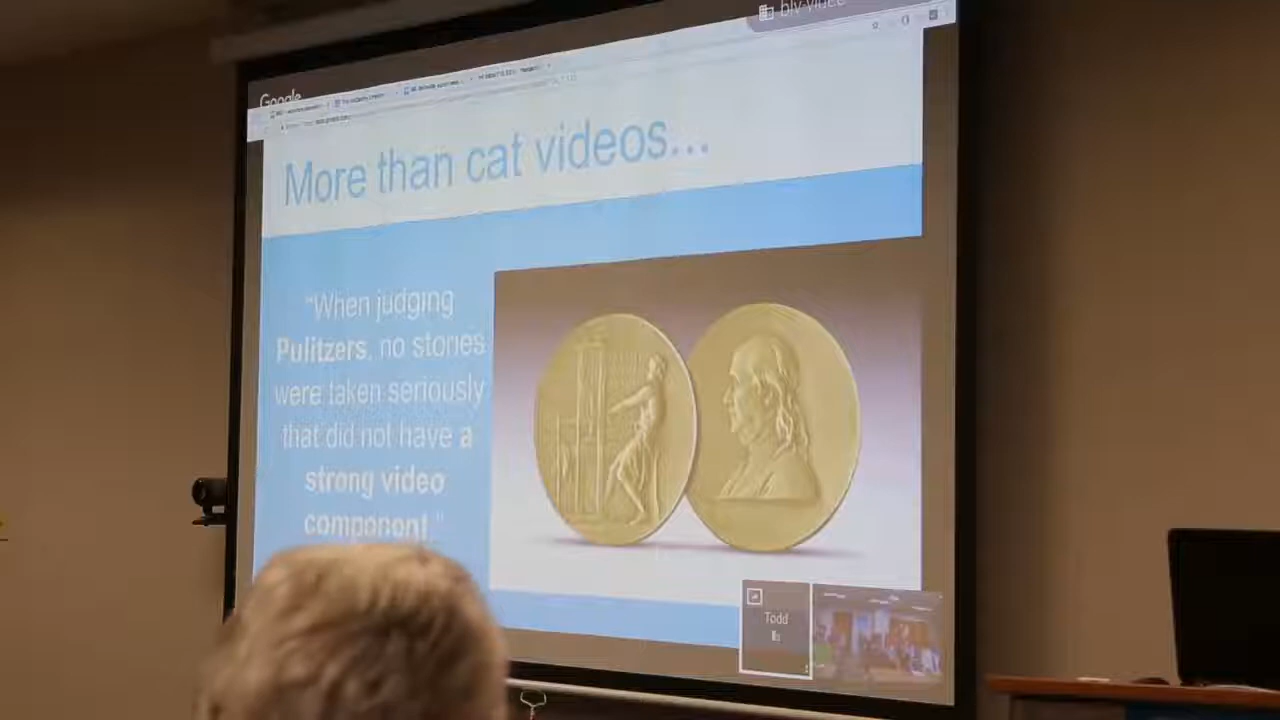 Google
More than cat videos...
"When judging
Pulitzers, no stories
were taken seriously
that did not have a
strong video
component."
Todd